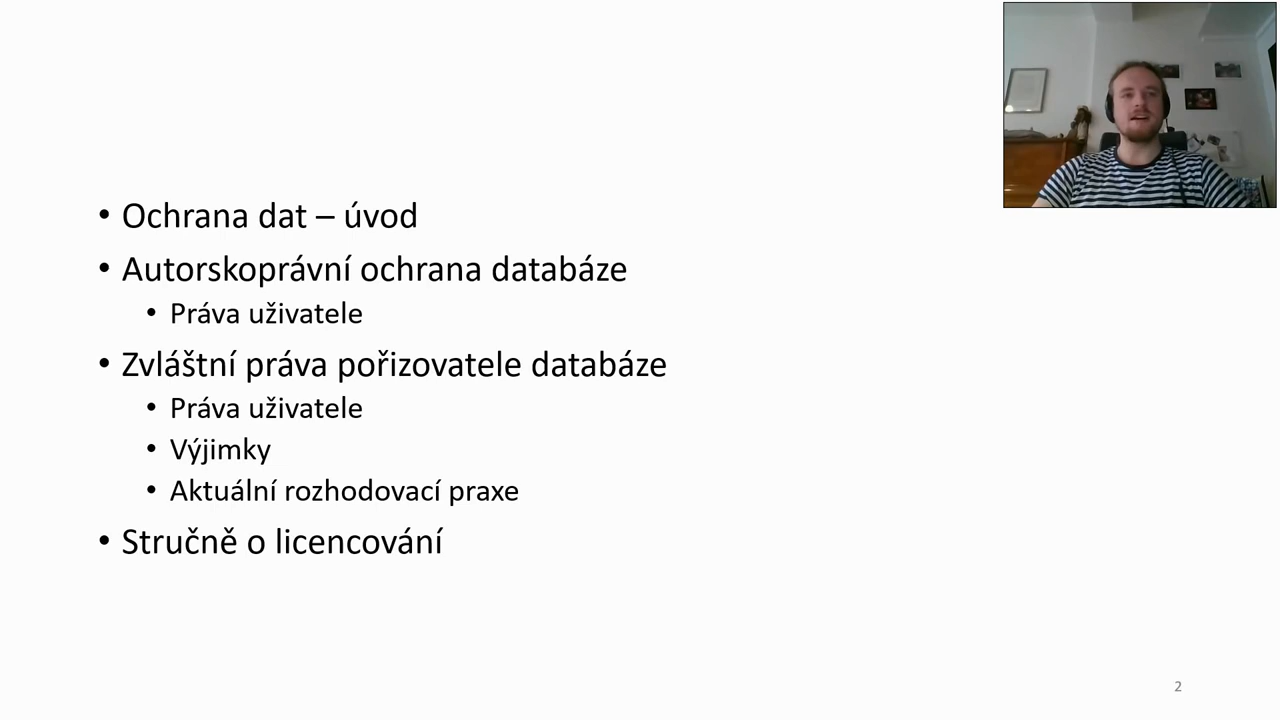 • Ochrana dat – úvod
• Autorskoprávní ochrana databáze
• Práva uživatele
• Zvláštní práva pořizovatele databáze
• Práva uživatele
• Výjimky
• Aktuální rozhodovací praxe
• Stručně o licencování
2